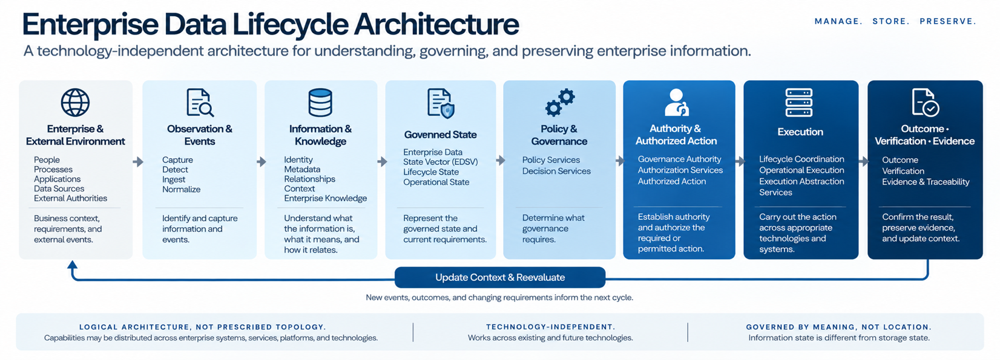 Enterprise Data Lifecycle Architecture
MANAGE. STORE. PRESERVE.
A technology-independent architecture for understanding, governing, and preserving enterprise information.
Enterprise &
External Environment
People
Processes
Applications
Data Sources
External Authorities
Business context,
requirements, and
external events.
Observation &
Events
Capture
Detect
Ingest
Normalize
Identify and capture
information and
events.
Information &
Knowledge
Identity
Metadata
Relationships
Context
Enterprise Knowledge
Understand what
the information is,
what it means, and
how it relates.
Governned State
Enterprise Data
State Vector (EDSV)
Lifecycle State
Operational State
Represent the
governed state and
current requirements.
Policy &
Governance
Policy Services
Decision Services
Determine what
governance
requires.
Authority &
Authorized Action
Governance Authority
Authorization Services
Authorized Action
Establish authority
and authorize the
required or
permitted action.
Execution
Lifecycle Coordination
Operational Execution
Execution Abstraction
Services
Carry out the action
across appropriate
technologies and
systems.
Outcome •
Verification • Evidence
Outcome
Verification
Evidence & Traceability
Confirm the result,
preserve evidence,
and update context.
Update Context & Reevaluate
New events, outcomes, and changing requirements inform the next cycle.
LOGICAL ARCHITECTURE, NOT PRESCRIBED TOPOLOGY.
Capabilities may be distributed across enterprise systems, services, platforms, and technologies.
TECHNOLOGY-INDEPENDENT.
Works across existing and future technologies.
GOVERNED BY MEANING, NOT LOCATION.
Information state is different from storage state.